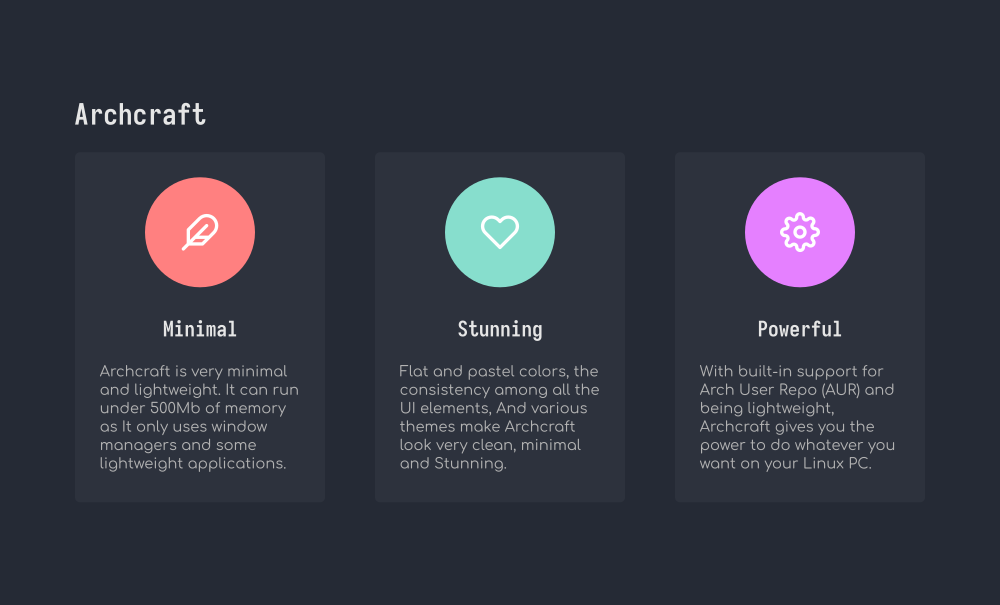 Archcraft
Minimal
Archcraft is very minimal
and lightweight. It can run
under 500Mb of memory
as It only uses window
managers and some
lightweight applications.
Stunning
Flat and pastel colors, the
consistency among all the
UI elements, And various
themes make Archcraft
look very clean, minimal
and Stunning.
Powerful
With built-in support for
Arch User Repo (AUR) and
being lightweight,
Archcraft gives you the
power to do whatever you
want on your Linux PC.